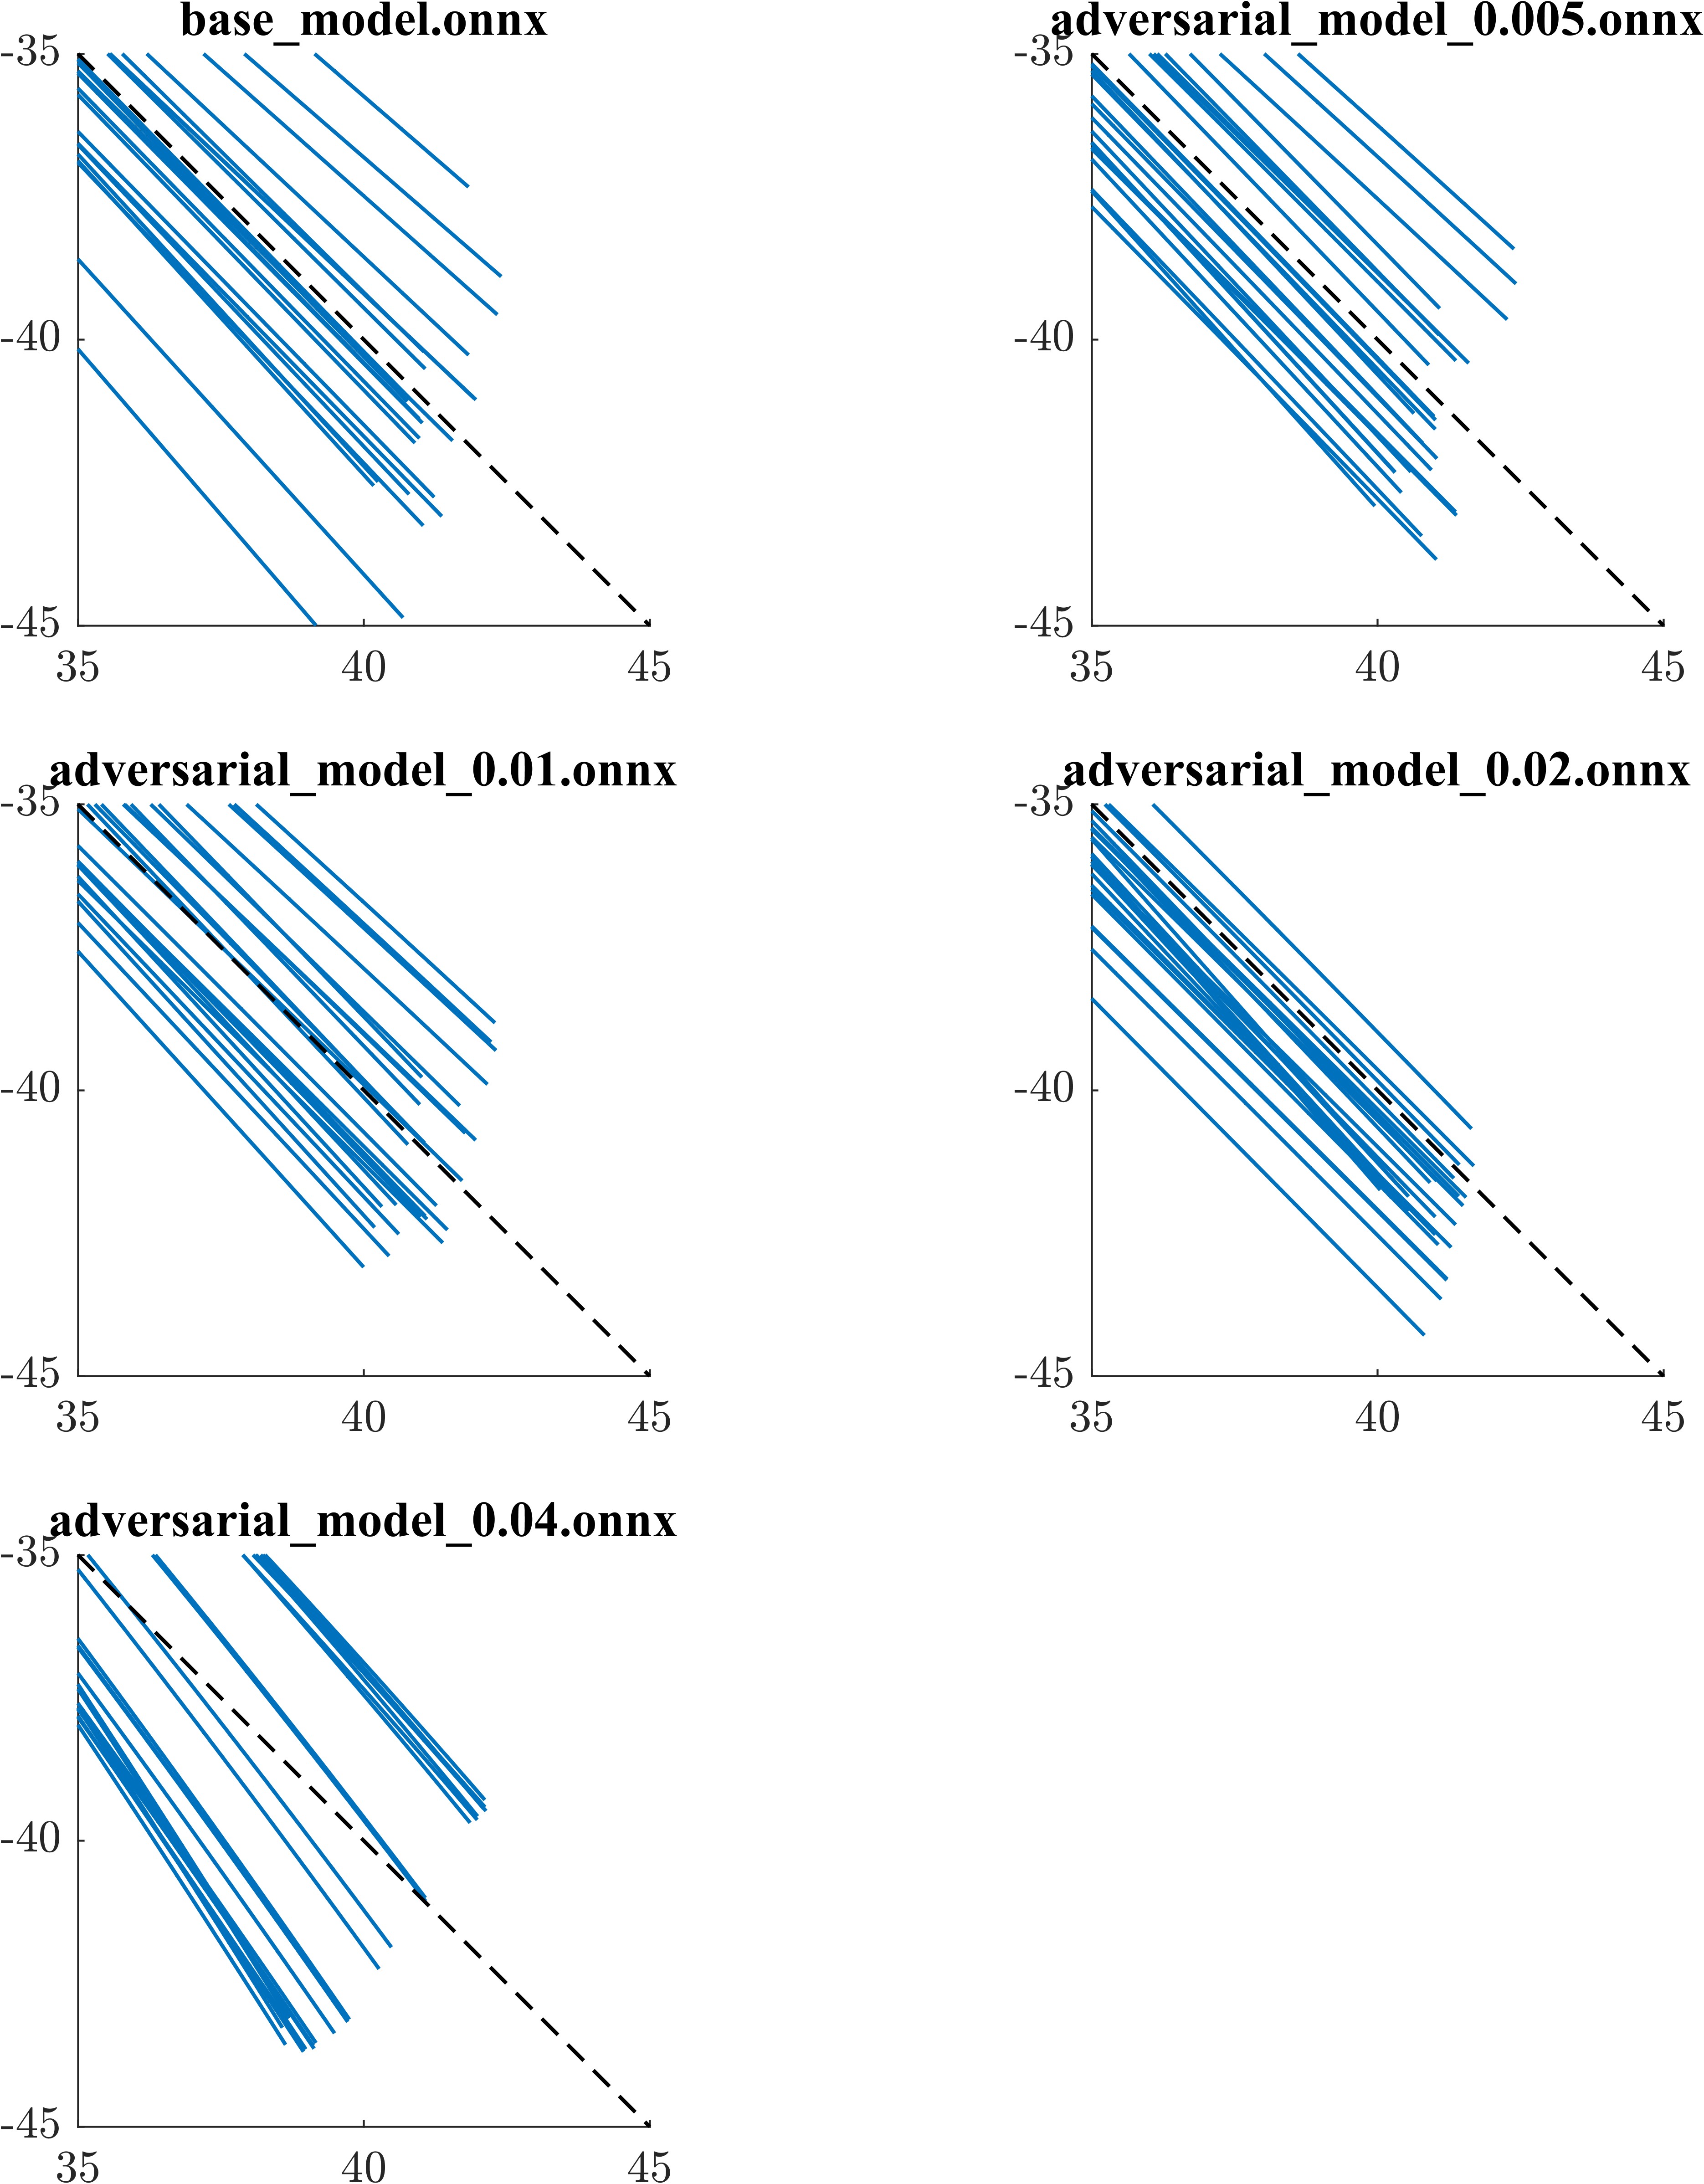 base_model.onnx
-35
-40
-45
35 40 45
adversarial_model_0.005.onnx
-35
-40
-45
35 40 45
adversarial_model_0.01.onnx
-35
-40
-45
35 40 45
adversarial_model_0.02.onnx
-35
-40
-45
35 40 45
adversarial_model_0.04.onnx
-35
-40
-45
35 40 45